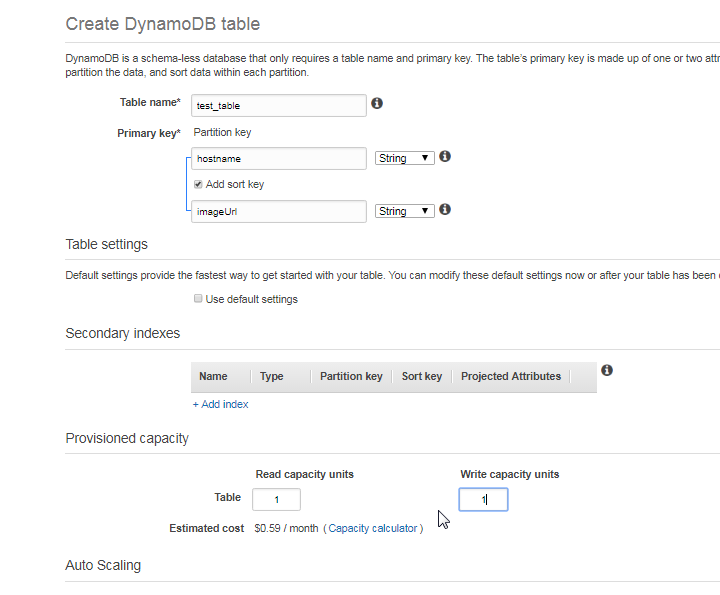 Create DynamoDB table
DynamoDB is a schema-less database that only requires a table name and primary key. The table's primary key is made up of one or two
partition the data, and sort data within each partition.
Table name*
test_table
Primary key*
Partition key
hostname
String
Add sort key
imageUrl
String
Table settings
Default settings provide the fastest way to get started with your table. You can modify these default settings now or after your table has been
Use default settings
Secondary indexes
Name Type Partition key Sort key Projected Attributes
+ Add index
Provisioned capacity
Read capacity units Write capacity units
Table 1 1
Estimated cost $0.59 / month ( Capacity calculator )
Auto Scaling